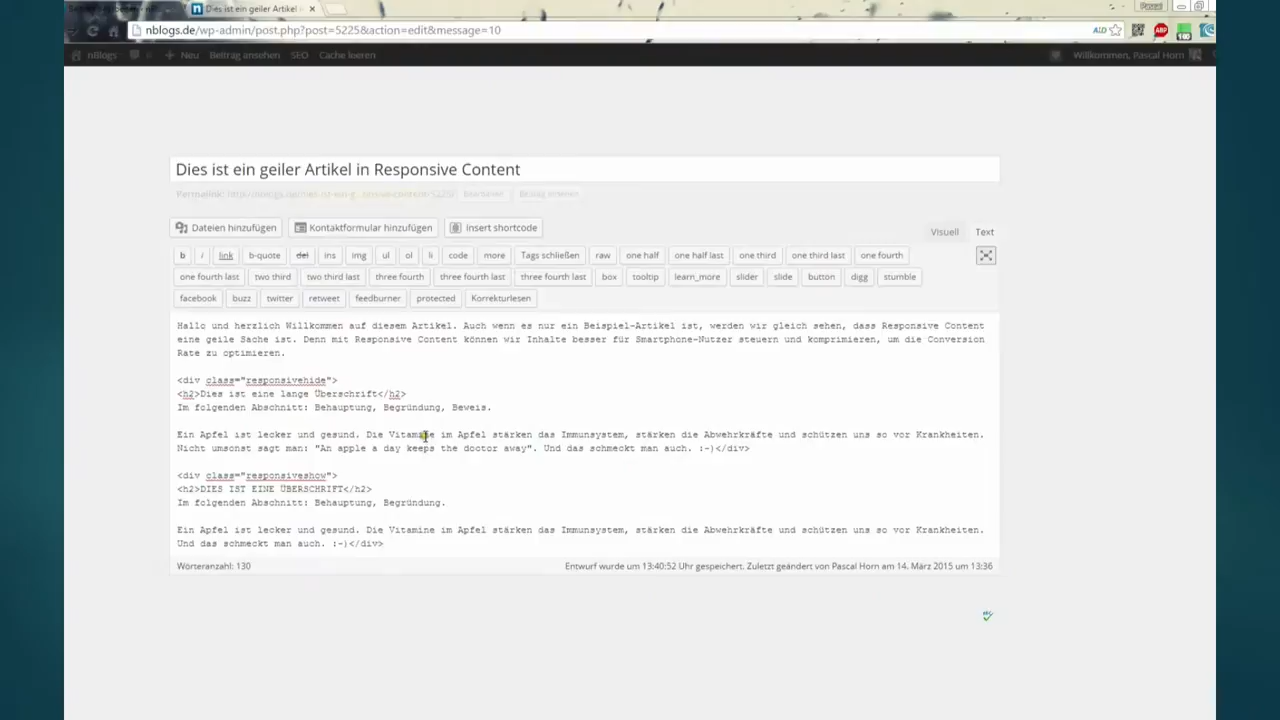 Dies ist ein geiler Artikel in
Pascal
nblogs.de/wp-admin/post.php?post=5225&action=edit&message=10
nBlogs Neu Beitrag ansehen SEO Cache leeren Willkommen, Pascal Horn
Dies ist ein geiler Artikel in Responsive Content
Permalink: Bearbeiten Beitrag ansehen
Dateien hinzufügen Kontaktformular hinzufügen Insert shortcode
Visuell Text
b i link b-quote del ins img ul ol li code more Tags schließen raw one half one half last one third one third last one fourth
one fourth last two third two third last three fourth three fourth last three fourth last box tooltip learn_more slider slide button digg stumble
facebook buzz twitter retweet feedburner protected Korrekturlesen
Hallo und herzlich Willkommen auf diesem Artikel. Auch wenn es nur ein Beispiel-Artikel ist, werden wir gleich sehen, dass Responsive Content
eine geile Sache ist. Denn mit Responsive Content können wir Inhalte besser für Smartphone-Nutzer steuern und komprimieren, um die Conversion
Rate zu optimieren.
<div class="responsivehide">
<h2>Dies ist eine lange Überschrift</h2>
Im folgenden Abschnitt: Behauptung, Begründung, Beweis.
Ein Apfel ist lecker und gesund. Die Vitamine im Apfel stärken das Immunsystem, stärken die Abwehrkräfte und schützen uns so vor Krankheiten.
Nicht umsonst sagt man: "An apple a day keeps the doctor away". Und das schmeckt man auch. :-)</div>
<div class="responsiveshow">
<h2>DIES IST EINE ÜBERSCHRIFT</h2>
Im folgenden Abschnitt: Behauptung, Begründung.
Ein Apfel ist lecker und gesund. Die Vitamine im Apfel stärken das Immunsystem, stärken die Abwehrkräfte und schützen uns so vor Krankheiten.
Und das schmeckt man auch. :-)</div>
Wörteranzahl: 130 Entwurf wurde um 13:40:52 Uhr gespeichert. Zuletzt geändert von Pascal Horn am 14. März 2015 um 13:36